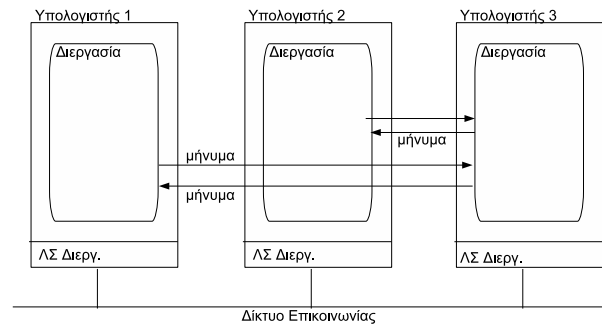 Υπολογιστής 1
Υπολογιστής 2
Υπολογιστής 3
Διεργασία
Διεργασία
Διεργασία
μήνυμα
μήνυμα
μήνυμα
ΛΣ Διεργ.
ΛΣ Διεργ.
ΛΣ Διεργ.
Δίκτυο Επικοινωνίας